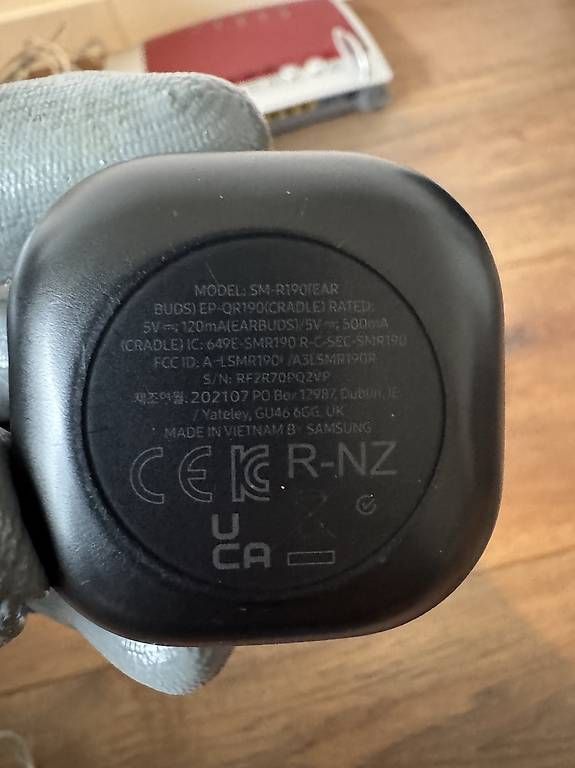 MODEL: SM-R190(EAR
BUDS) EP-QR190(CRADLE) RATED:
5V ⎓; 120mA(EARBUDS)/5V ⎓; 500mA
(CRADLE) IC: 649E-SMR190 R-C-SEC-SMR190
FCC ID: A3LSMR190L /A3LSMR190R
S/N: RF2R70PQ2VP
제조연월: 202107 PO Box 12987, Dublin, IE
/ Yateley, GU46 6GG, UK
MADE IN VIETNAM BY SAMSUNG
CE KC R-NZ
UK
CA